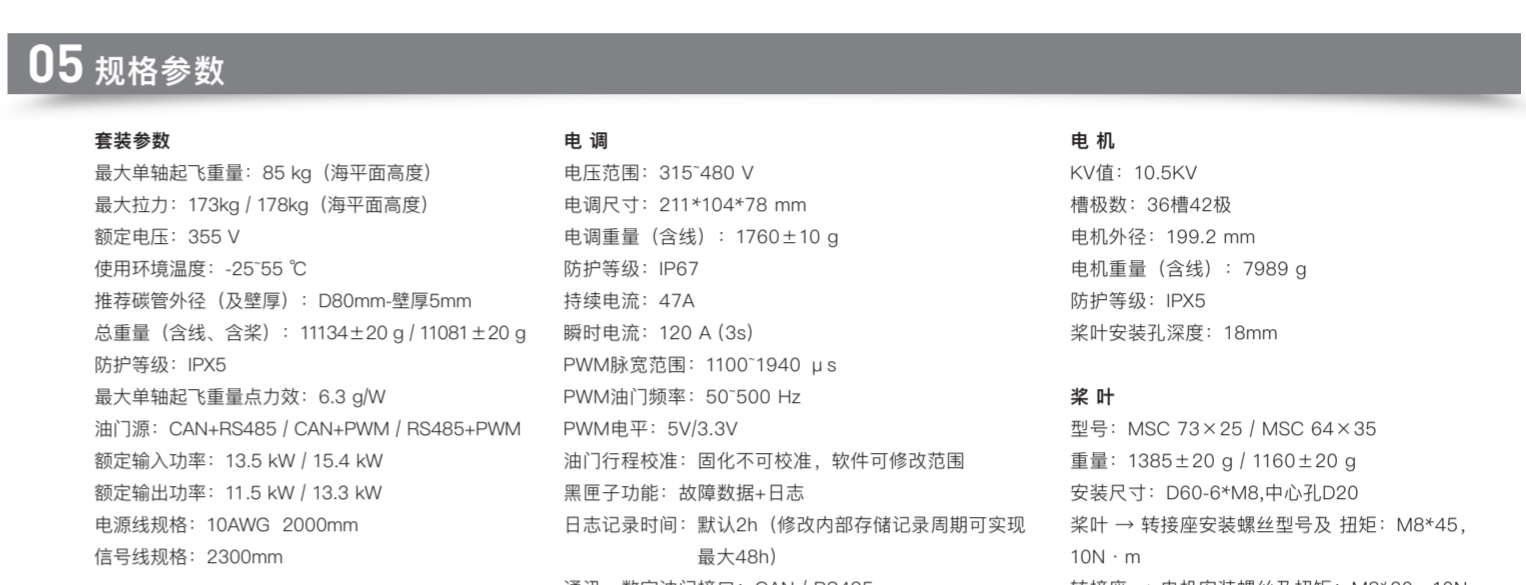 05 规格参数
套装参数
最大单轴起飞重量：85 kg（海平面高度）
最大拉力：173kg / 178kg（海平面高度）
额定电压：355 V
使用环境温度：-25~55 ℃
推荐碳管外径（及壁厚）：D80mm-壁厚5mm
总重量（含线、含桨）：11134±20 g / 11081±20 g
防护等级：IPX5
最大单轴起飞重量点力效：6.3 g/W
油门源：CAN+RS485 / CAN+PWM / RS485+PWM
额定输入功率：13.5 kW / 15.4 kW
额定输出功率：11.5 kW / 13.3 kW
电源线规格：10AWG 2000mm
信号线规格：2300mm
电 调
电压范围：315~480 V
电调尺寸：211*104*78 mm
电调重量（含线）：1760±10 g
防护等级：IP67
持续电流：47A
瞬时电流：120 A (3s)
PWM脉宽范围：1100~1940 μs
PWM油门频率：50~500 Hz
PWM电平：5V/3.3V
油门行程校准：固化不可校准，软件可修改范围
黑匣子功能：故障数据+日志
日志记录时间：默认2h（修改内部存储记录周期可实现
最大48h）
电 机
KV值：10.5KV
槽极数：36槽42极
电机外径：199.2 mm
电机重量（含线）：7989 g
防护等级：IPX5
桨叶安装孔深度：18mm
桨 叶
型号：MSC 73×25 / MSC 64×35
重量：1385±20 g / 1160±20 g
安装尺寸：D60-6*M8,中心孔D20
桨叶 → 转接座安装螺丝型号及 扭矩：M8*45，
10N · m